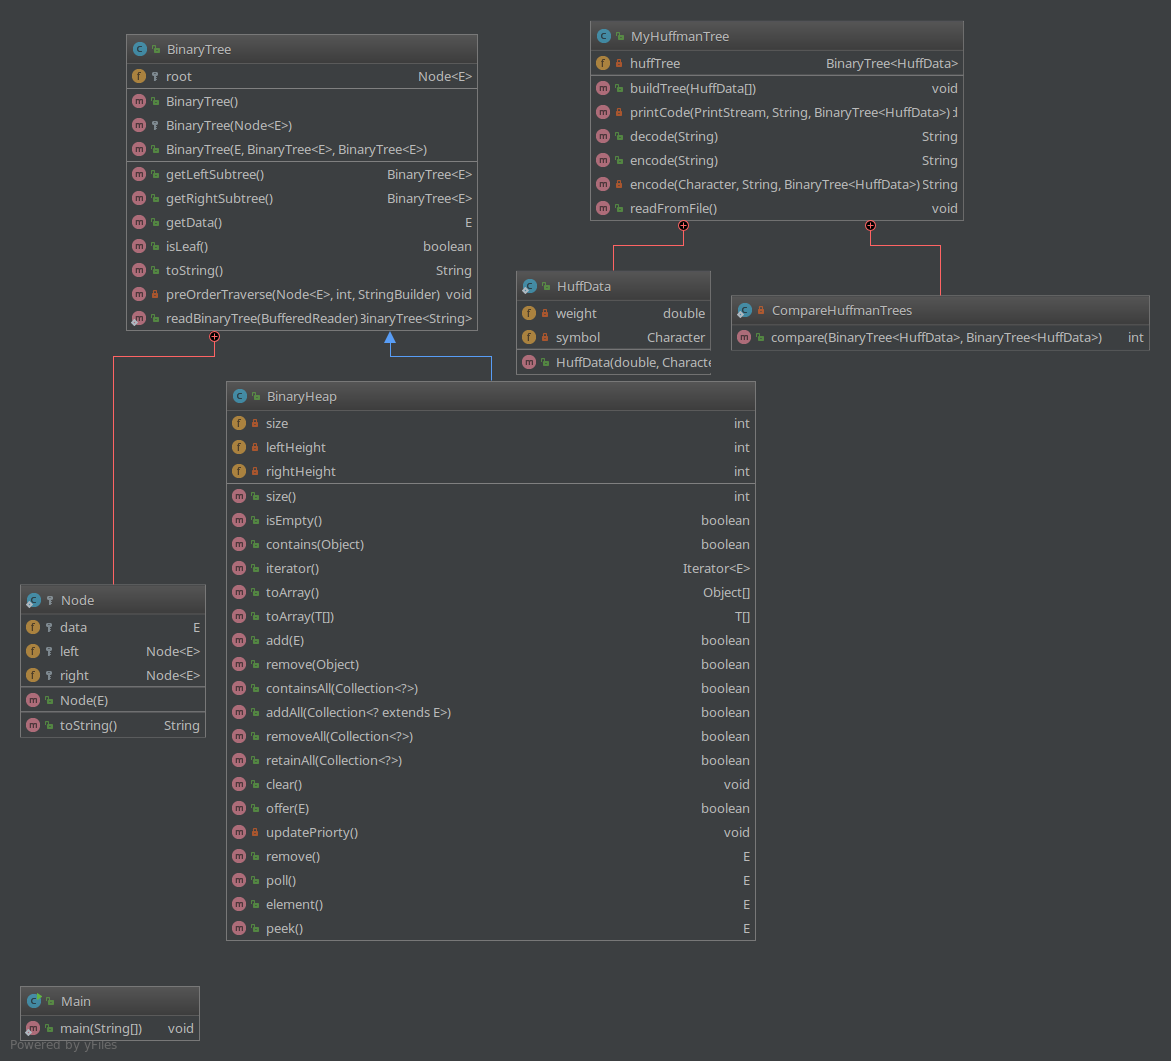 BinaryTree
root Node<E>
BinaryTree()
BinaryTree(Node<E>)
BinaryTree(E, BinaryTree<E>, BinaryTree<E>)
getLeftSubtree() BinaryTree<E>
getRightSubtree() BinaryTree<E>
getData() E
isLeaf() boolean
toString() String
preOrderTraverse(Node<E>, int, StringBuilder) void
readBinaryTree(BufferedReader) BinaryTree<String>
MyHuffmanTree
huffTree BinaryTree<HuffData>
buildTree(HuffData[]) void
printCode(PrintStream, String, BinaryTree<HuffData>)
decode(String) String
encode(String) String
encode(Character, String, BinaryTree<HuffData>) String
readFromFile() void
HuffData
weight double
symbol Character
HuffData(double, Characte
CompareHuffmanTrees
compare(BinaryTree<HuffData>, BinaryTree<HuffData>) int
BinaryHeap
size int
leftHeight int
rightHeight int
size() int
isEmpty() boolean
contains(Object) boolean
iterator() Iterator<E>
toArray() Object[]
toArray(T[]) T[]
add(E) boolean
remove(Object) boolean
containsAll(Collection<?>) boolean
addAll(Collection<? extends E>) boolean
removeAll(Collection<?>) boolean
retainAll(Collection<?>) boolean
clear() void
offer(E) boolean
updatePriorty() void
remove() E
poll() E
element() E
peek() E
Node
data E
left Node<E>
right Node<E>
Node(E)
toString() String
Main
main(String[]) void
Powered by yFiles